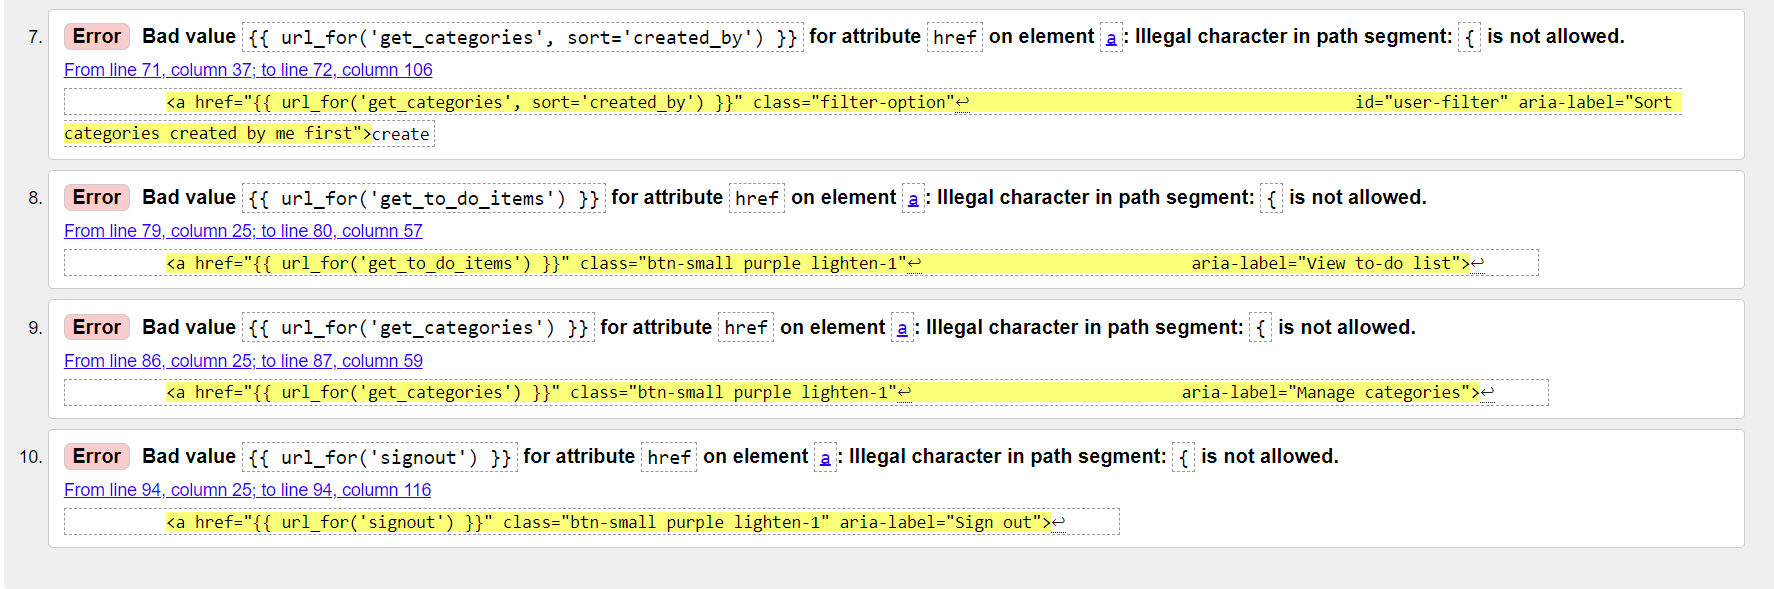 7. Error Bad value {{ url_for('get_categories', sort='created_by') }} for attribute href on element a: Illegal character in path segment: { is not allowed.
From line 71, column 37; to line 72, column 106
<a href="{{ url_for('get_categories', sort='created_by') }}" class="filter-option"↩ id="user-filter" aria-label="Sort
categories created by me first">create
8. Error Bad value {{ url_for('get_to_do_items') }} for attribute href on element a: Illegal character in path segment: { is not allowed.
From line 79, column 25; to line 80, column 57
<a href="{{ url_for('get_to_do_items') }}" class="btn-small purple lighten-1"↩ aria-label="View to-do list">↩
9. Error Bad value {{ url_for('get_categories') }} for attribute href on element a: Illegal character in path segment: { is not allowed.
From line 86, column 25; to line 87, column 59
<a href="{{ url_for('get_categories') }}" class="btn-small purple lighten-1"↩ aria-label="Manage categories">↩
10. Error Bad value {{ url_for('signout') }} for attribute href on element a: Illegal character in path segment: { is not allowed.
From line 94, column 25; to line 94, column 116
<a href="{{ url_for('signout') }}" class="btn-small purple lighten-1" aria-label="Sign out">↩